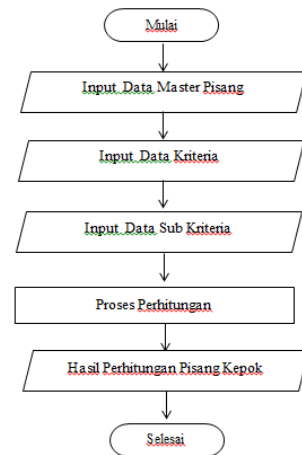 Mulai
Input Data Master Pisang
Input Data Kriteria
Input Data Sub Kriteria
Proses Perhitungan
Hasil Perhitungan Pisang Kepok
Selesai